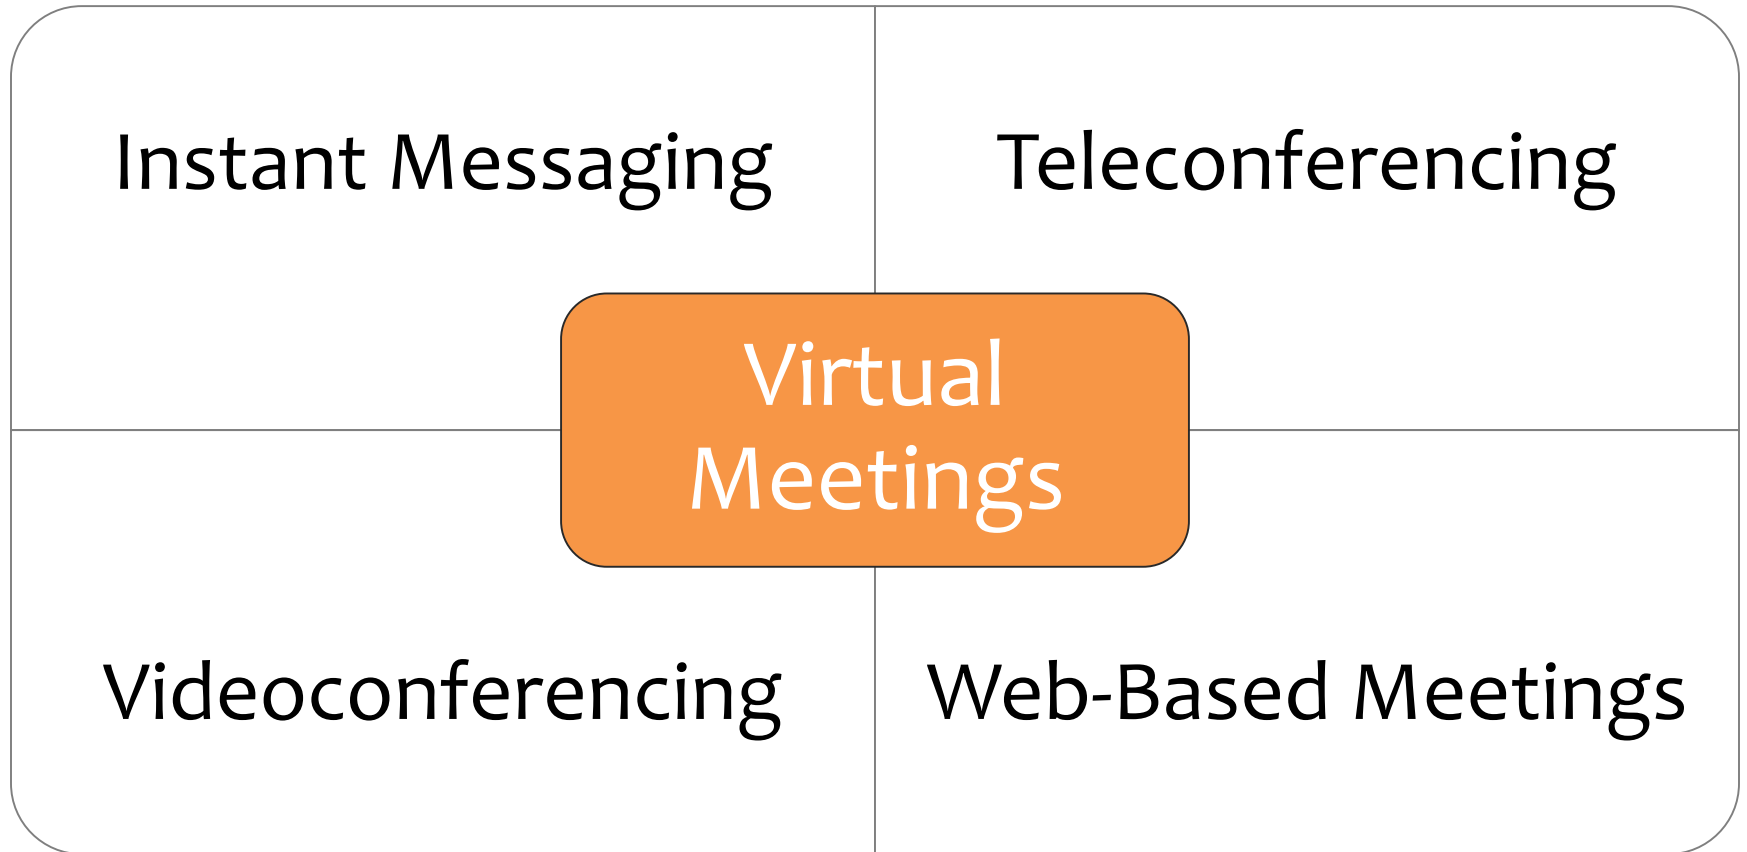 Instant Messaging
Teleconferencing
Virtual
Meetings
Videoconferencing
Web-Based Meetings